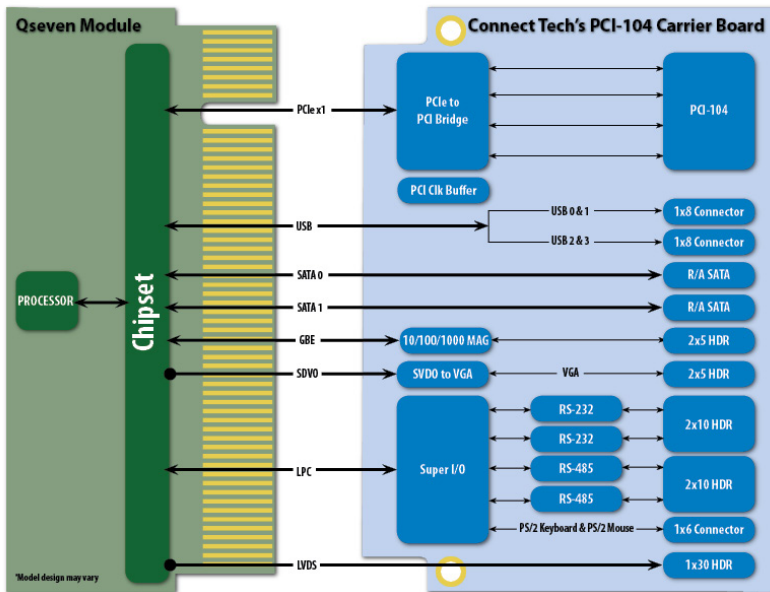 Qseven Module
Connect Tech's PCI-104 Carrier Board
PCIe x1
PCIe to
PCI Bridge
PCI-104
PCI Clk Buffer
USB
USB 0 & 1
1x8 Connector
USB 2 & 3
1x8 Connector
PROCESSOR
Chipset
SATA 0
R/A SATA
SATA 1
R/A SATA
GBE
10/100/1000 MAG
2x5 HDR
SDVO
SVDO to VGA
VGA
2x5 HDR
LPC
Super I/O
RS-232
RS-232
2x10 HDR
RS-485
RS-485
2x10 HDR
PS/2 Keyboard & PS/2 Mouse
1x6 Connector
LVDS
1x30 HDR
*Model design may vary